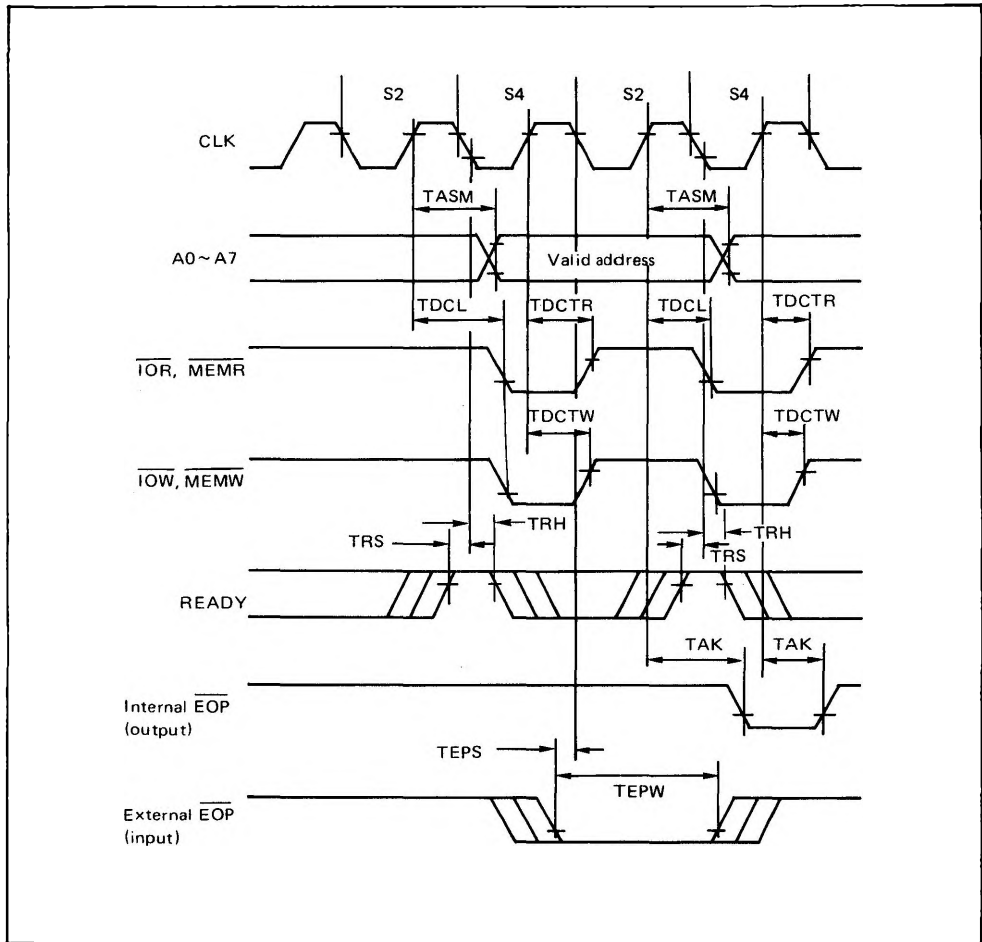 S2 S4 S2 S4
CLK
TASM TASM
A0~A7 Valid address
TDCL TDCTR TDCL TDCTR
IOR, MEMR
TDCTW TDCTW
IOW, MEMW
TRH TRH
TRS TRS
READY
TAK TAK
Internal EOP
(output)
TEPS
TEPW
External EOP
(input)